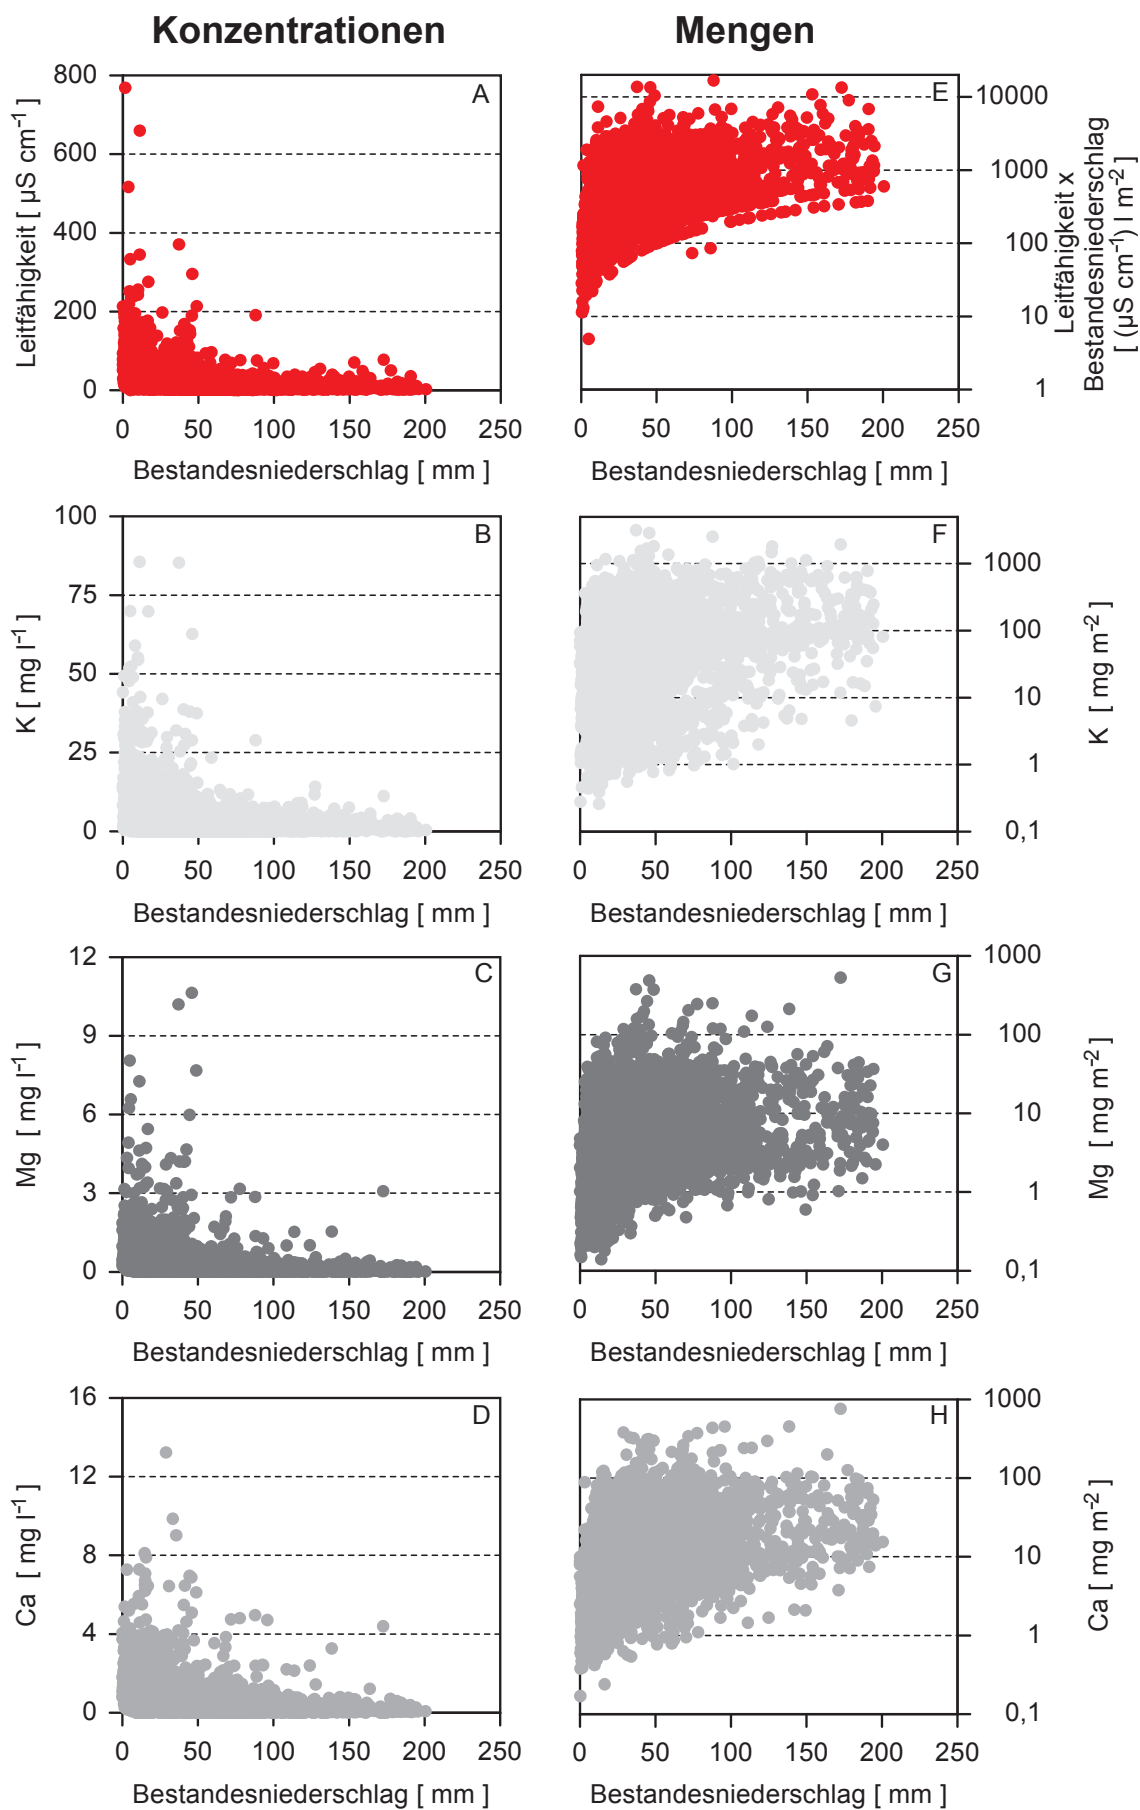 Konzentrationen
Mengen
A
800
600
400
200
0
Leitfähigkeit [ µS cm-1]
0 50 100 150 200 250
Bestandesniederschlag [ mm ]
E
10000
1000
100
10
1
Leitfähigkeit x
Bestandesniederschlag
[ (µS cm-1) l m-2 ]
0 50 100 150 200 250
Bestandesniederschlag [ mm ]
B
100
75
50
25
0
K [ mg l-1 ]
0 50 100 150 200 250
Bestandesniederschlag [ mm ]
F
1000
100
10
1
0,1
K [ mg m-2 ]
0 50 100 150 200 250
Bestandesniederschlag [ mm ]
C
12
9
6
3
0
Mg [ mg l-1 ]
0 50 100 150 200 250
Bestandesniederschlag [ mm ]
G
1000
100
10
1
0,1
Mg [ mg m-2 ]
0 50 100 150 200 250
Bestandesniederschlag [ mm ]
D
16
12
8
4
0
Ca [ mg l-1 ]
0 50 100 150 200 250
Bestandesniederschlag [ mm ]
H
1000
100
10
1
0,1
Ca [ mg m-2 ]
0 50 100 150 200 250
Bestandesniederschlag [ mm ]